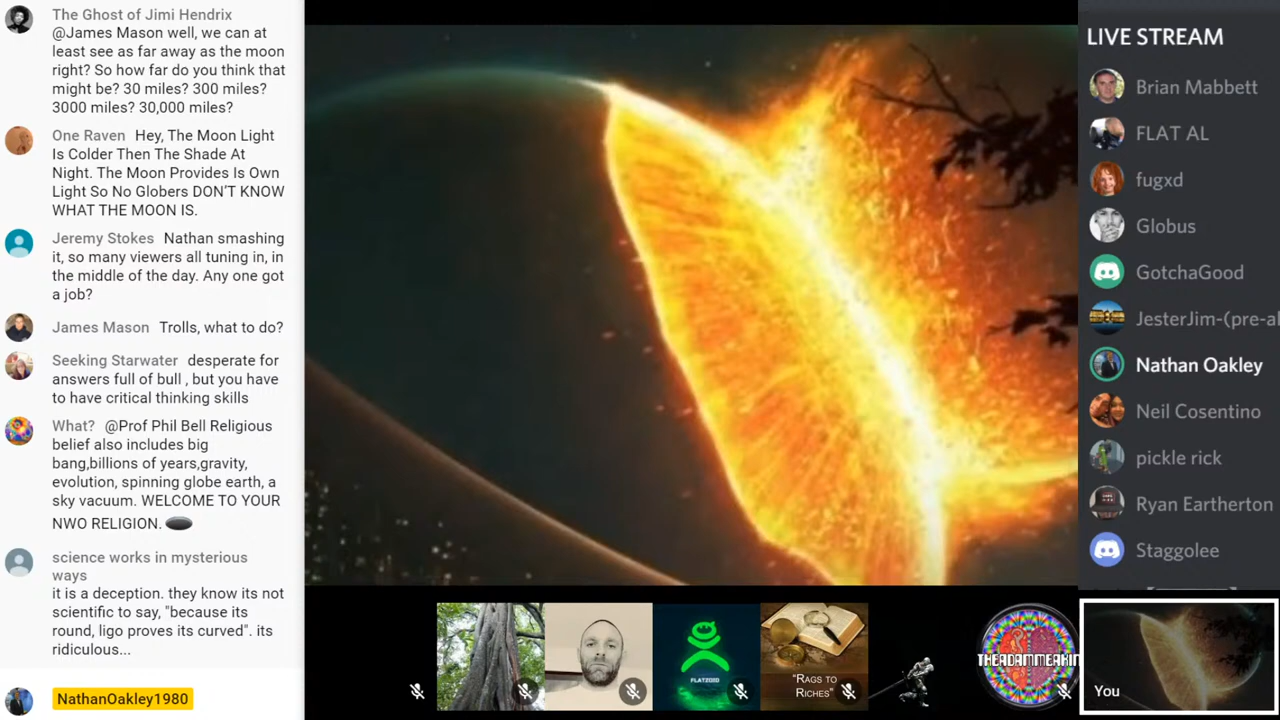 The Ghost of Jimi Hendrix
@James Mason well, we can at
least see as far away as the moon
right? So how far do you think that
might be? 30 miles? 300 miles?
3000 miles? 30,000 miles?
One Raven Hey, The Moon Light
Is Colder Then The Shade At
Night. The Moon Provides Is Own
Light So No Globers DON'T KNOW
WHAT THE MOON IS.
Jeremy Stokes Nathan smashing
it, so many viewers all tuning in, in
the middle of the day. Any one got
a job?
James Mason Trolls, what to do?
Seeking Starwater desperate for
answers full of bull , but you have
to have critical thinking skills
What? @Prof Phil Bell Religious
belief also includes big
bang,billions of years,gravity,
evolution, spinning globe earth, a
sky vacuum. WELCOME TO YOUR
NWO RELIGION.
science works in mysterious
ways
it is a deception. they know its not
scientific to say, "because its
round, ligo proves its curved". its
ridiculous...
NathanOakley1980
LIVE STREAM
Brian Mabbett
FLAT AL
fugxd
Globus
GotchaGood
JesterJim-(pre-al
Nathan Oakley
Neil Cosentino
pickle rick
Ryan Eartherton
Staggolee
FLATZOID
"RAGS TO
RICHES"
THEADAMMEAKIN
You